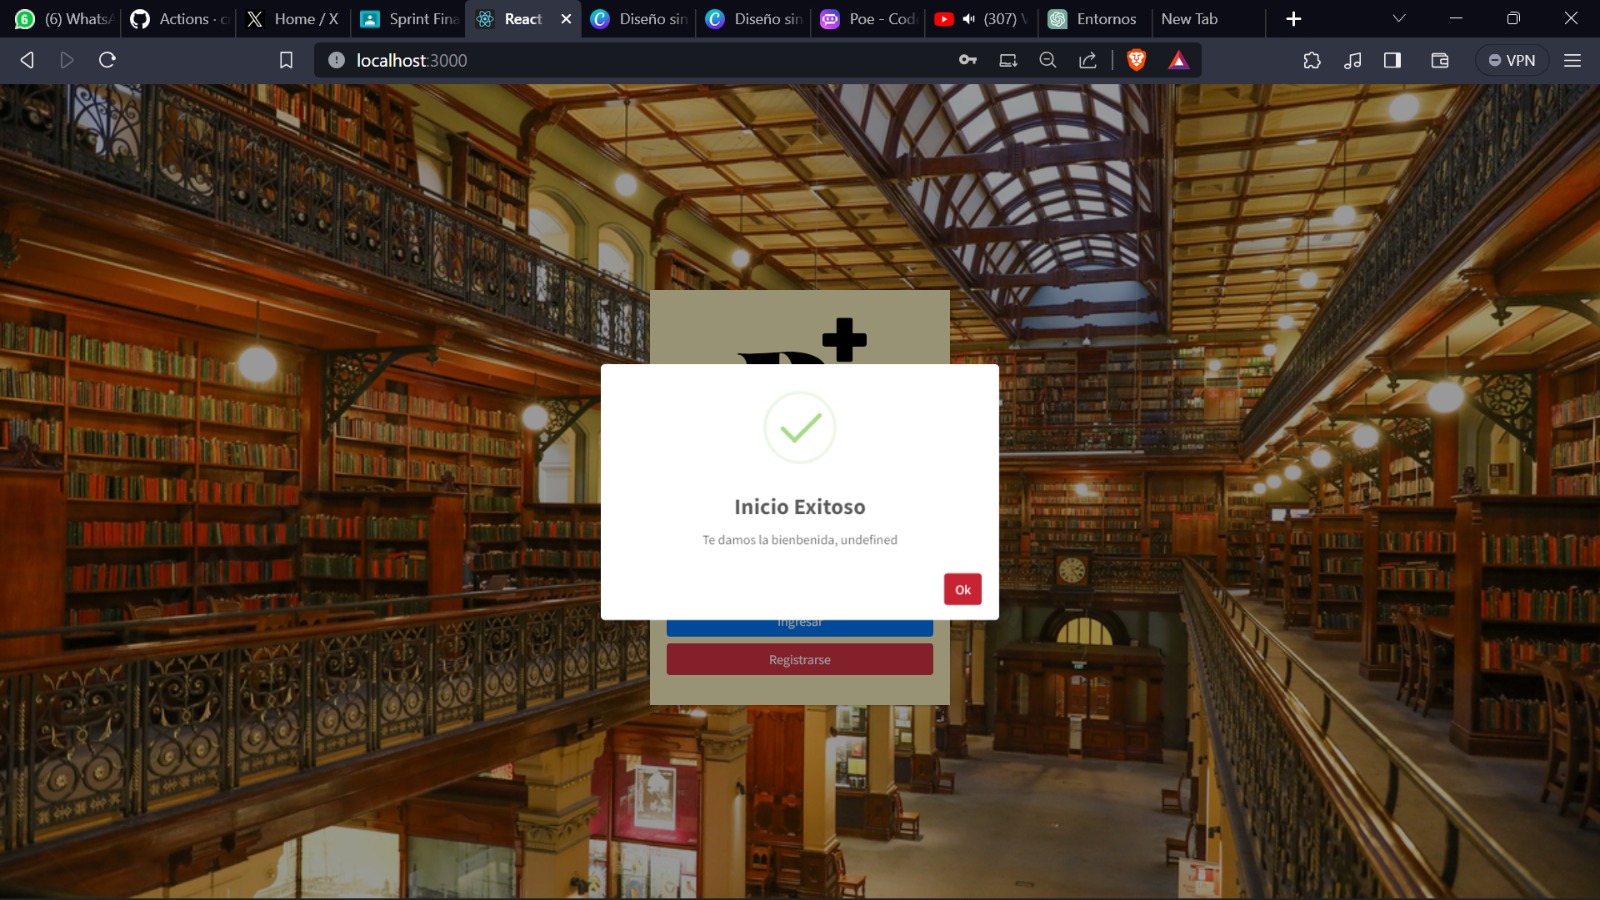 (6) Whats
Actions
Home / X
Sprint Fina
React
Diseño sin
Diseño sin
Poe - Cod
(307)
Entornos
New Tab
localhost:3000
VPN
Inicio Exitoso
Te damos la bienbenida, undefined
Ok
Ingresar
Registrarse